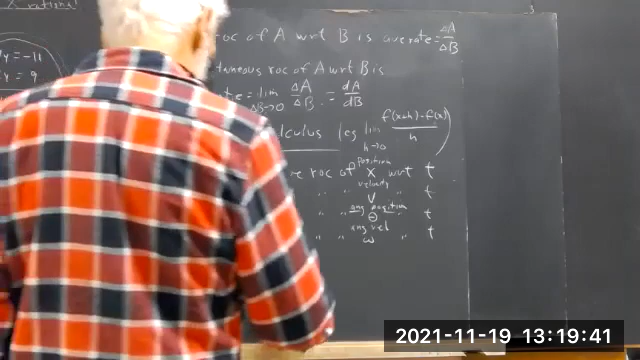 X rational
roc of A wrt B is ave rate = ΔA/ΔB
y = -11
y = 9
taneous roc of A wrt B is
te = lim ΔB→0 ΔA/ΔB = dA/dB
lculus (eg lim h→0 f(x+h)-f(x)/h)
roc of position x wrt t
" " velocity v " t
" " ang position Θ " t
" " ang vel ω " t
2021-11-19 13:19:41